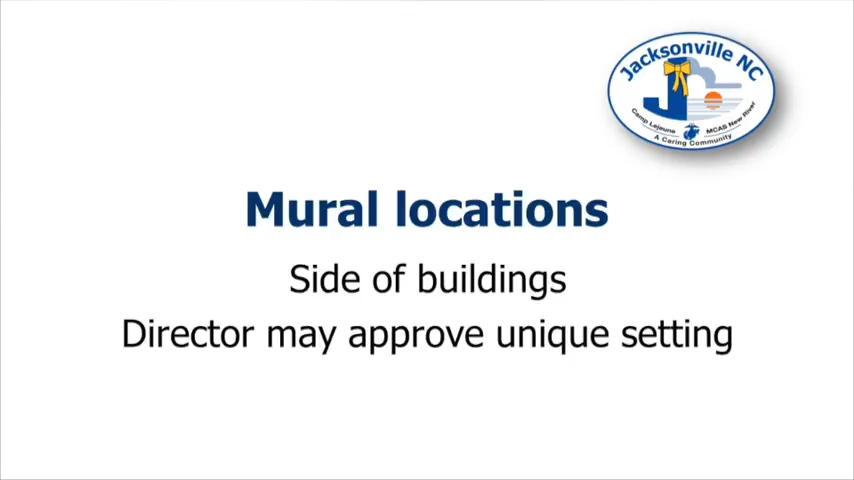 Jacksonville NC
Camp Lejeune
MCAS New River
A Caring Community
Mural locations
Side of buildings
Director may approve unique setting